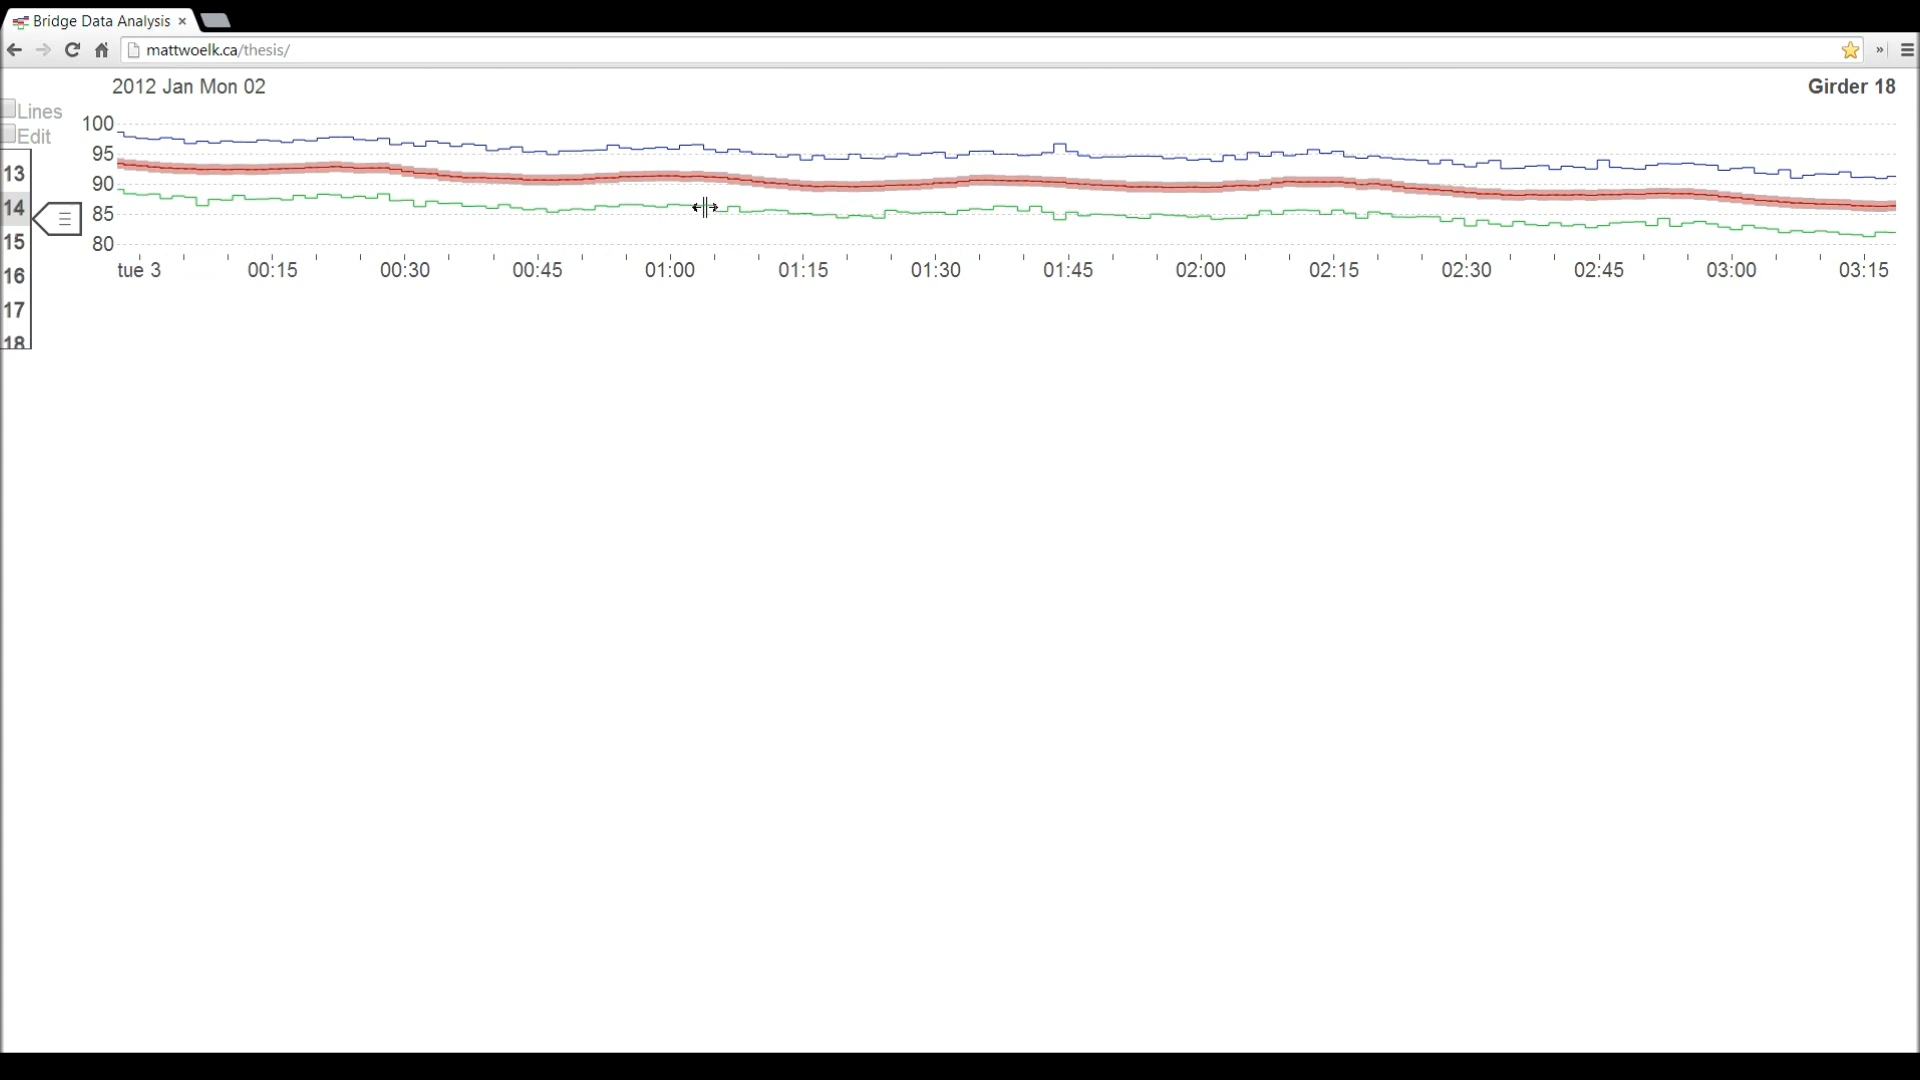 Bridge Data Analysis ×
mattwoelk.ca/thesis/ »
2012 Jan Mon 02 Girder 18
Lines
Edit
100
95
90
85
80
13
14
15
16
17
18
tue 3 00:15 00:30 00:45 01:00 01:15 01:30 01:45 02:00 02:15 02:30 02:45 03:00 03:15